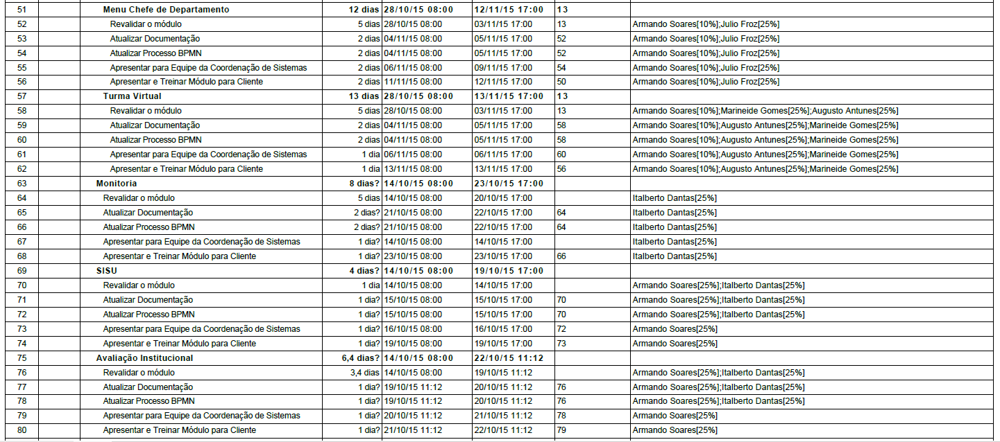 51 Menu Chefe de Departamento 12 dias 28/10/15 08:00 12/11/15 17:00 13
52 Revalidar o módulo 5 dias 28/10/15 08:00 03/11/15 17:00 13 Armando Soares[10%];Julio Froz[25%]
53 Atualizar Documentação 2 dias 04/11/15 08:00 05/11/15 17:00 52 Armando Soares[10%];Julio Froz[25%]
54 Atualizar Processo BPMN 2 dias 04/11/15 08:00 05/11/15 17:00 52 Armando Soares[10%];Julio Froz[25%]
55 Apresentar para Equipe da Coordenação de Sistemas 2 dias 06/11/15 08:00 09/11/15 17:00 54 Armando Soares[10%];Julio Froz[25%]
56 Apresentar e Treinar Módulo para Cliente 2 dias 11/11/15 08:00 12/11/15 17:00 50 Armando Soares[10%];Julio Froz[25%]
57 Turma Virtual 13 dias 28/10/15 08:00 13/11/15 17:00 13
58 Revalidar o módulo 5 dias 28/10/15 08:00 03/11/15 17:00 13 Armando Soares[10%];Marineide Gomes[25%];Augusto Antunes[25%]
59 Atualizar Documentação 2 dias 04/11/15 08:00 05/11/15 17:00 58 Armando Soares[10%];Augusto Antunes[25%];Marineide Gomes[25%]
60 Atualizar Processo BPMN 2 dias 04/11/15 08:00 05/11/15 17:00 58 Armando Soares[10%];Augusto Antunes[25%];Marineide Gomes[25%]
61 Apresentar para Equipe da Coordenação de Sistemas 1 dia 06/11/15 08:00 06/11/15 17:00 60 Armando Soares[10%];Augusto Antunes[25%];Marineide Gomes[25%]
62 Apresentar e Treinar Módulo para Cliente 1 dia 13/11/15 08:00 13/11/15 17:00 56 Armando Soares[10%];Augusto Antunes[25%];Marineide Gomes[25%]
63 Monitoria 8 dias? 14/10/15 08:00 23/10/15 17:00
64 Revalidar o módulo 5 dias 14/10/15 08:00 20/10/15 17:00 Italberto Dantas[25%]
65 Atualizar Documentação 2 dias? 21/10/15 08:00 22/10/15 17:00 64 Italberto Dantas[25%]
66 Atualizar Processo BPMN 2 dias? 21/10/15 08:00 22/10/15 17:00 64 Italberto Dantas[25%]
67 Apresentar para Equipe da Coordenação de Sistemas 1 dia? 14/10/15 08:00 14/10/15 17:00 Italberto Dantas[25%]
68 Apresentar e Treinar Módulo para Cliente 1 dia? 23/10/15 08:00 23/10/15 17:00 66 Italberto Dantas[25%]
69 SISU 4 dias? 14/10/15 08:00 19/10/15 17:00
70 Revalidar o módulo 1 dia 14/10/15 08:00 14/10/15 17:00 Armando Soares[25%];Italberto Dantas[25%]
71 Atualizar Documentação 1 dia? 15/10/15 08:00 15/10/15 17:00 70 Armando Soares[25%];Italberto Dantas[25%]
72 Atualizar Processo BPMN 1 dia? 15/10/15 08:00 15/10/15 17:00 70 Armando Soares[25%];Italberto Dantas[25%]
73 Apresentar para Equipe da Coordenação de Sistemas 1 dia? 16/10/15 08:00 16/10/15 17:00 72 Armando Soares[25%]
74 Apresentar e Treinar Módulo para Cliente 1 dia? 19/10/15 08:00 19/10/15 17:00 73 Armando Soares[25%]
75 Avaliação Institucional 6,4 dias? 14/10/15 08:00 22/10/15 11:12
76 Revalidar o módulo 3,4 dias 14/10/15 08:00 19/10/15 11:12 Armando Soares[25%];Italberto Dantas[25%]
77 Atualizar Documentação 1 dia? 19/10/15 11:12 20/10/15 11:12 76 Armando Soares[25%];Italberto Dantas[25%]
78 Atualizar Processo BPMN 1 dia? 19/10/15 11:12 20/10/15 11:12 76 Armando Soares[25%];Italberto Dantas[25%]
79 Apresentar para Equipe da Coordenação de Sistemas 1 dia? 20/10/15 11:12 21/10/15 11:12 78 Armando Soares[25%]
80 Apresentar e Treinar Módulo para Cliente 1 dia? 21/10/15 11:12 22/10/15 11:12 79 Armando Soares[25%]